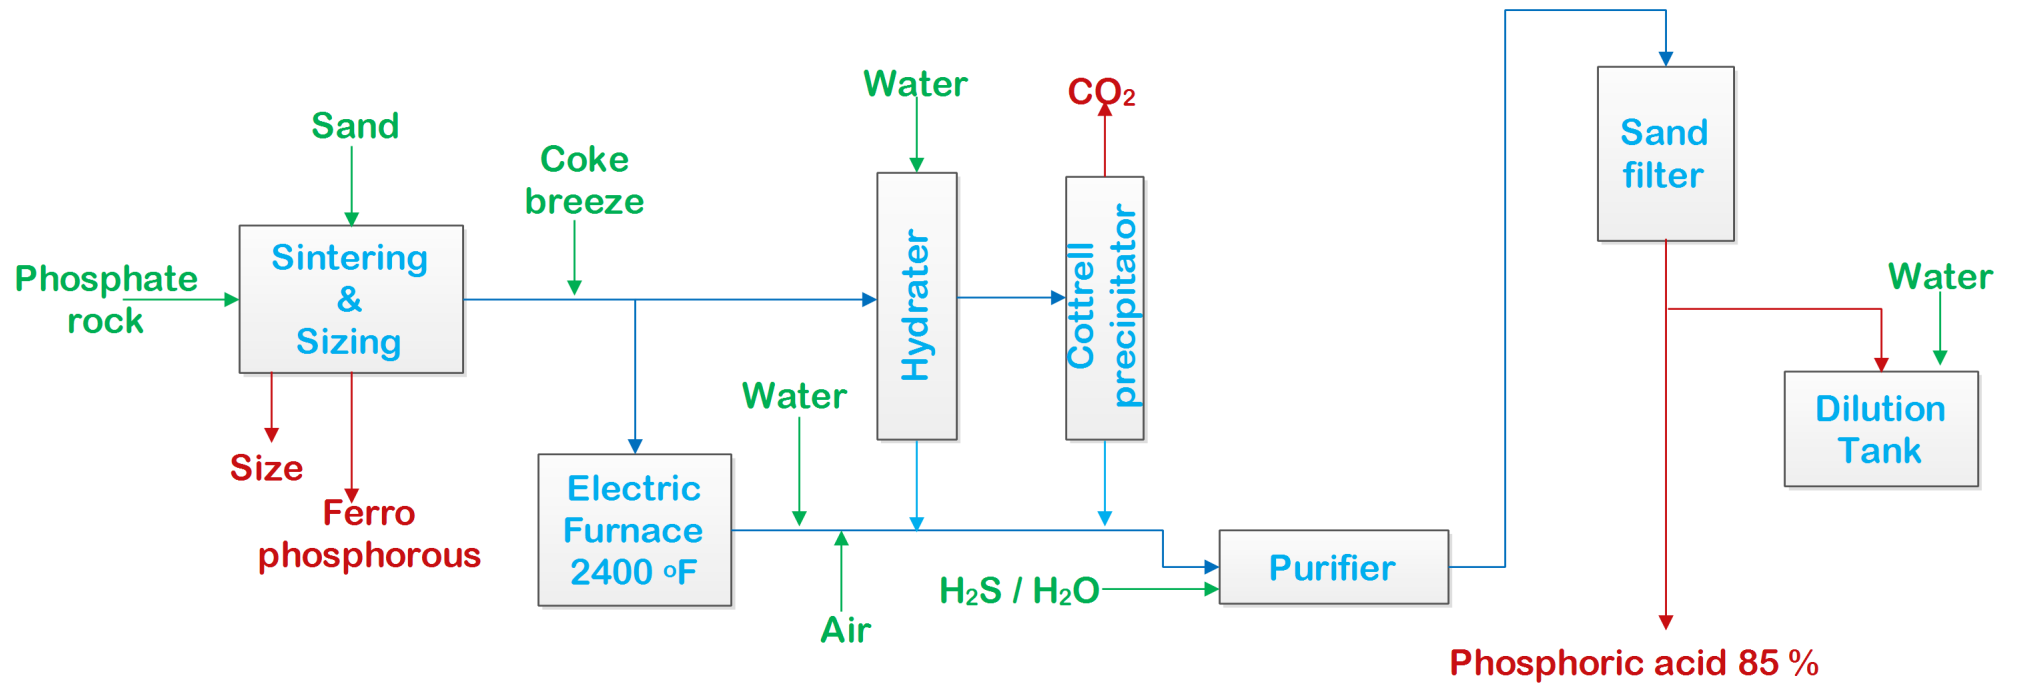 Sand
Phosphate
rock
Sintering
&
Sizing
Size
Ferro
phosphorous
Coke
breeze
Electric
Furnace
2400 oF
Water
Air
Water
Hydrater
CO2
Cottrell
precipitator
H2S / H2O
Purifier
Sand
filter
Water
Dilution
Tank
Phosphoric acid 85 %